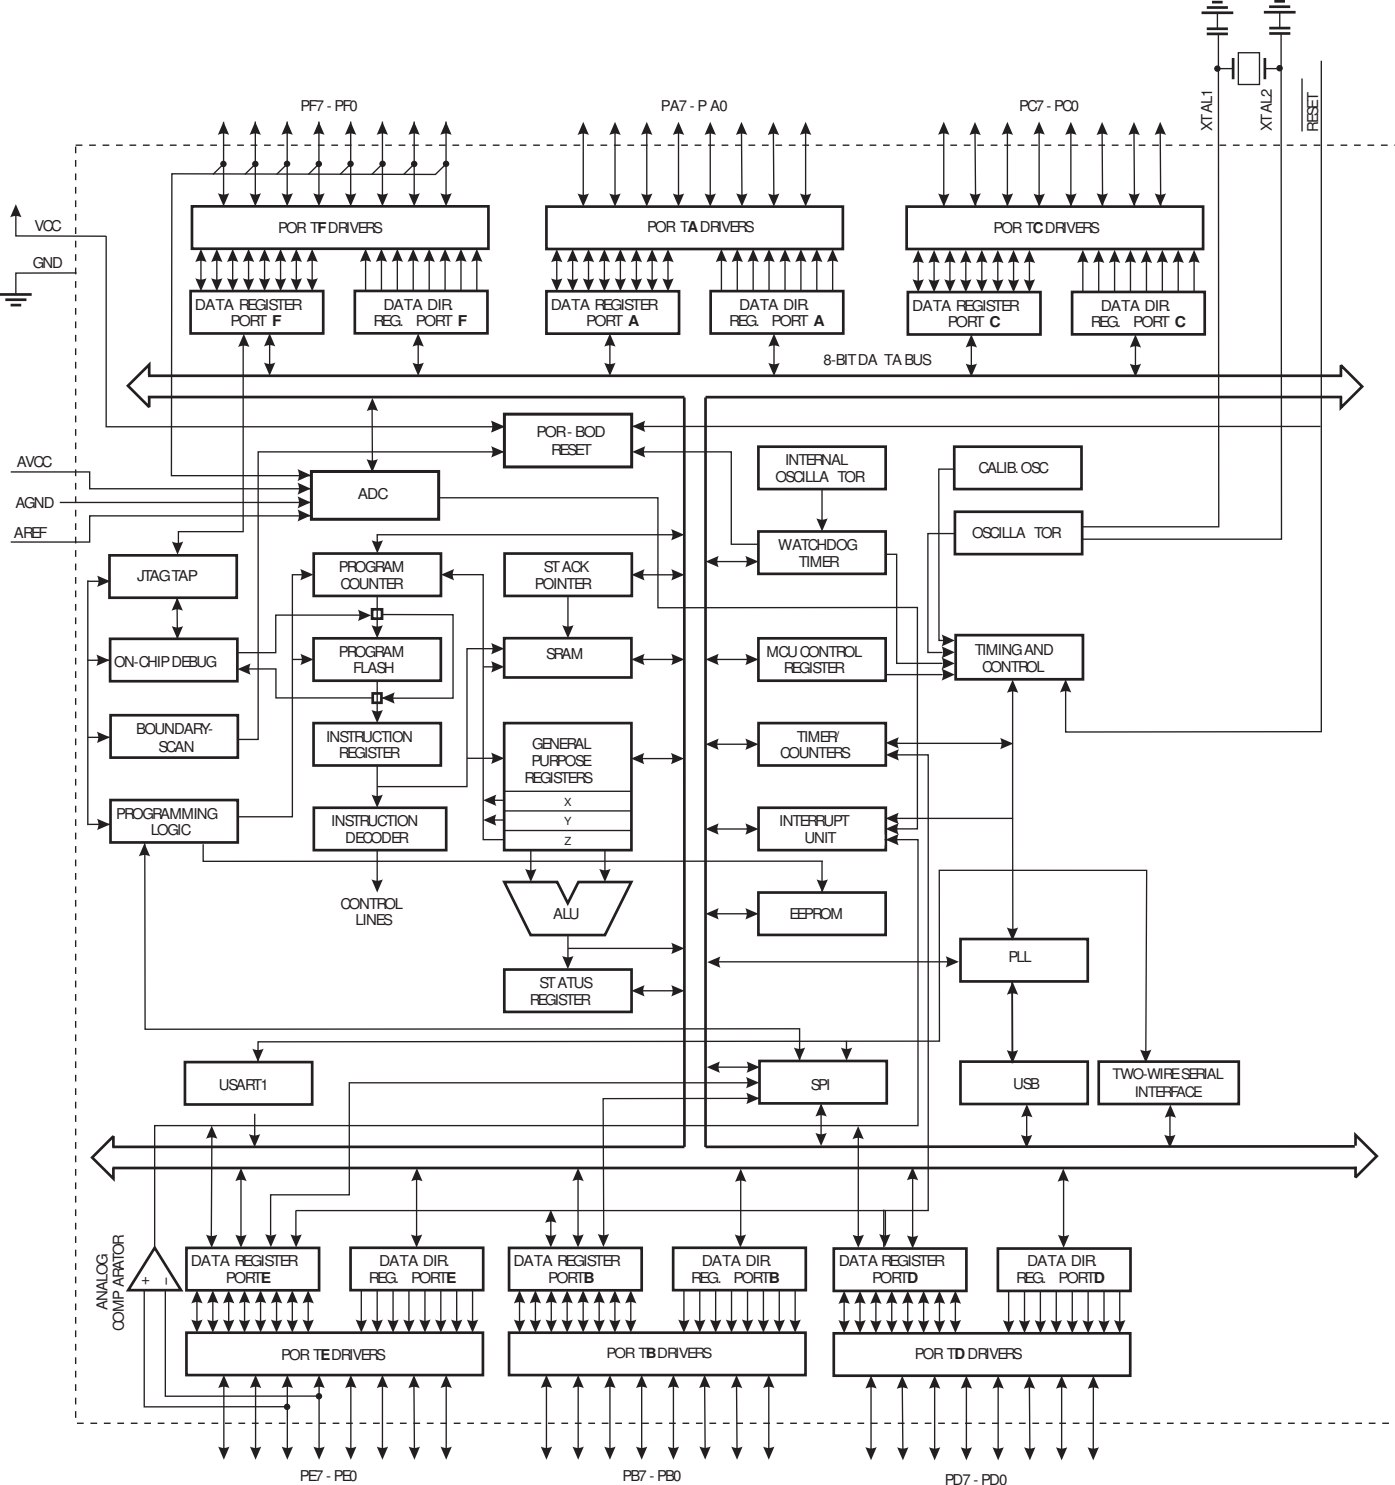 XTAL1
XTAL2
RESET
PF7 - PF0
PA7 - PA0
PC7 - PC0
VCC
GND
PORTF DRIVERS
PORTA DRIVERS
PORTC DRIVERS
DATA REGISTER
PORT F
DATA DIR.
REG. PORT F
DATA REGISTER
PORT A
DATA DIR.
REG. PORT A
DATA REGISTER
PORT C
DATA DIR.
REG. PORT C
8-BIT DATA BUS
POR - BOD
RESET
INTERNAL
OSCILLATOR
CALIB. OSC
AVCC
AGND
AREF
ADC
OSCILLATOR
WATCHDOG
TIMER
JTAG TAP
PROGRAM
COUNTER
STACK
POINTER
ON-CHIP DEBUG
PROGRAM
FLASH
SRAM
MCU CONTROL
REGISTER
TIMING AND
CONTROL
BOUNDARY-
SCAN
INSTRUCTION
REGISTER
GENERAL
PURPOSE
REGISTERS
X
Y
Z
TIMER/
COUNTERS
PROGRAMMING
LOGIC
INSTRUCTION
DECODER
INTERRUPT
UNIT
CONTROL
LINES
ALU
EEPROM
PLL
STATUS
REGISTER
USART1
SPI
USB
TWO-WIRE SERIAL
INTERFACE
ANALOG
COMPARATOR
+
-
DATA REGISTER
PORTE
DATA DIR.
REG. PORTE
DATA REGISTER
PORTB
DATA DIR.
REG. PORTB
DATA REGISTER
PORTD
DATA DIR.
REG. PORTD
PORTE DRIVERS
PORTB DRIVERS
PORTD DRIVERS
PE7 - PE0
PB7 - PB0
PD7 - PD0